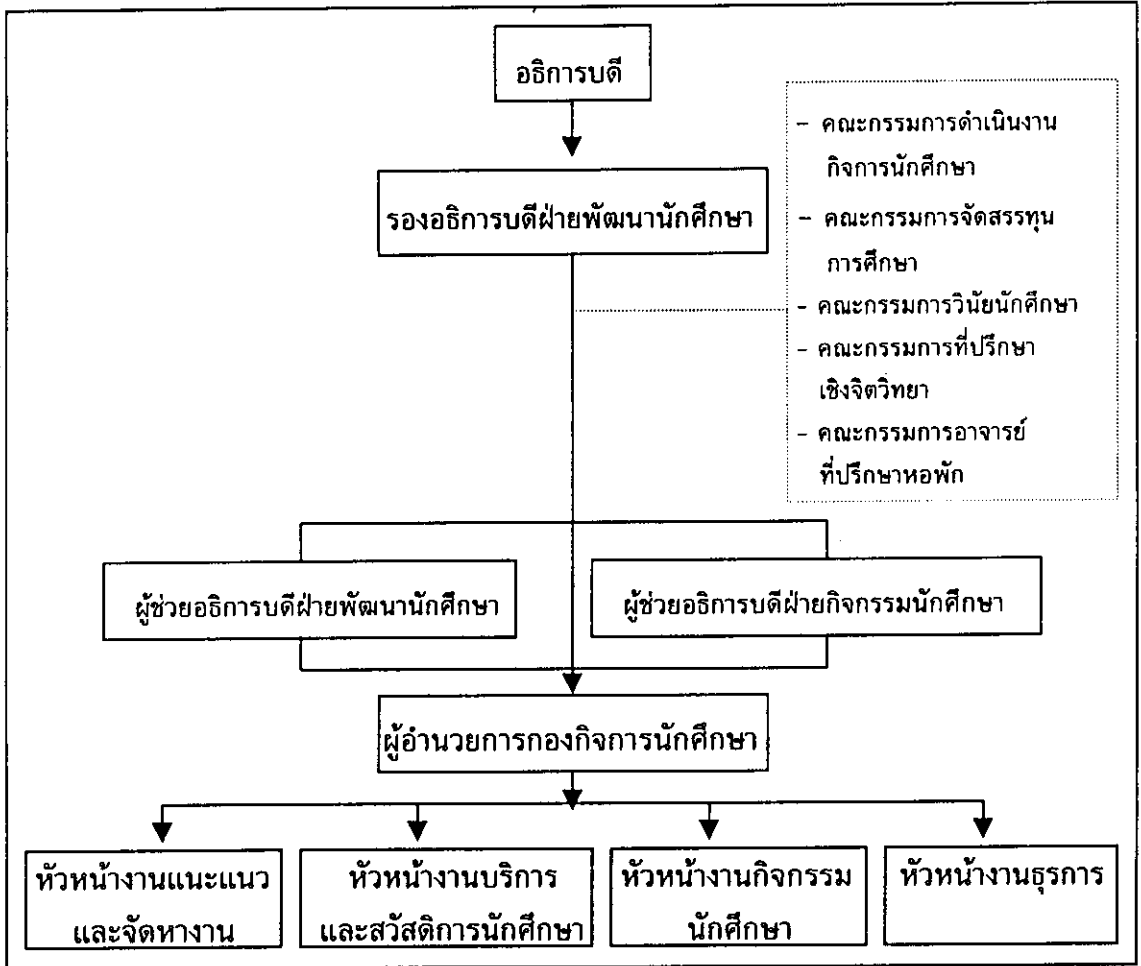 อธิการบดี
รองอธิการบดีฝ่ายพัฒนานักศึกษา
- คณะกรรมการดำเนินงาน
กิจการนักศึกษา
- คณะกรรมการจัดสรรทุน
การศึกษา
- คณะกรรมการวินัยนักศึกษา
- คณะกรรมการที่ปรึกษา
เชิงจิตวิทยา
- คณะกรรมการอาจารย์
ที่ปรึกษาหอพัก
ผู้ช่วยอธิการบดีฝ่ายพัฒนานักศึกษา
ผู้ช่วยอธิการบดีฝ่ายกิจกรรมนักศึกษา
ผู้อำนวยการกองกิจการนักศึกษา
หัวหน้างานแนะแนว
และจัดหางาน
หัวหน้างานบริการ
และสวัสดิการนักศึกษา
หัวหน้างานกิจกรรม
นักศึกษา
หัวหน้างานธุรการ